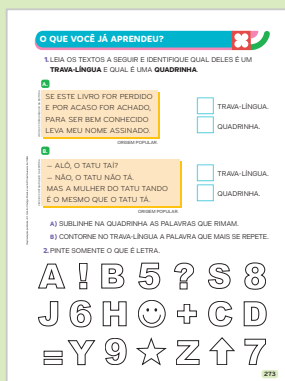 O QUE VOCÊ JÁ APRENDEU?
1. LEIA OS TEXTOS A SEGUIR E IDENTIFIQUE QUAL DELES É UM
TRAVA-LÍNGUA E QUAL É UMA QUADRINHA.
A.
SE ESTE LIVRO FOR PERDIDO
E POR ACASO FOR ACHADO,
PARA SER BEM CONHECIDO
LEVA MEU NOME ASSINADO.
ORIGEM POPULAR.
TRAVA-LÍNGUA.
QUADRINHA.
B.
– ALÔ, O TATU TAÍ?
– NÃO, O TATU NÃO TÁ.
MAS A MULHER DO TATU TANDO
É O MESMO QUE O TATU TÁ.
ORIGEM POPULAR.
TRAVA-LÍNGUA.
QUADRINHA.
A) SUBLINHE NA QUADRINHA AS PALAVRAS QUE RIMAM.
B) CONTORNE NO TRAVA-LÍNGUA A PALAVRA QUE MAIS SE REPETE.
2. PINTE SOMENTE O QUE É LETRA.
A ! B 5 ? S 8
J 6 H + C D
= Y 9 Z 7
273